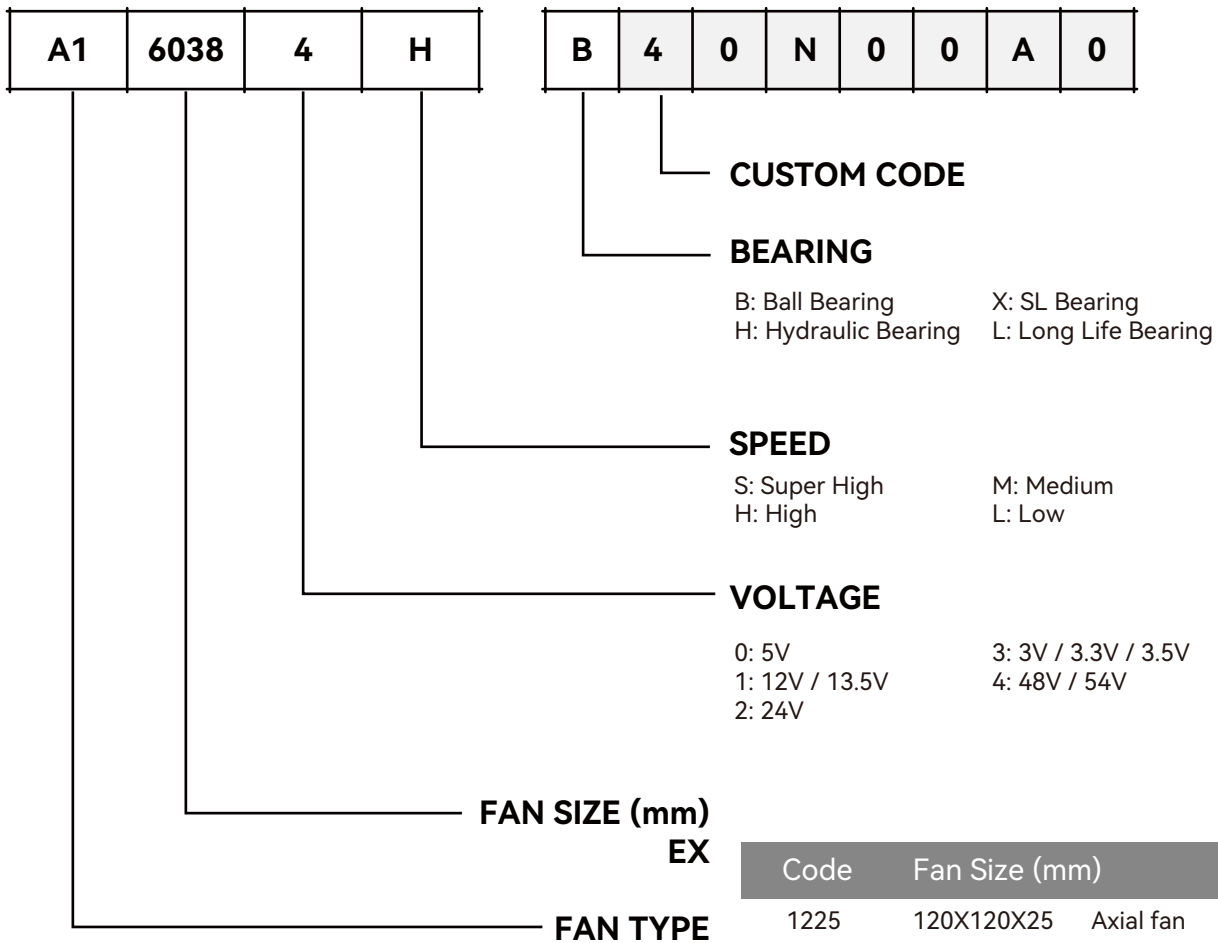 A1 6038 4 H B 4 0 N 0 0 A 0
CUSTOM CODE
BEARING
B: Ball Bearing X: SL Bearing
H: Hydraulic Bearing L: Long Life Bearing
SPEED
S: Super High M: Medium
H: High L: Low
VOLTAGE
0: 5V 3: 3V / 3.3V / 3.5V
1: 12V / 13.5V 4: 48V / 54V
2: 24V
FAN SIZE (mm)
EX
Code Fan Size (mm)
FAN TYPE
1225 120X120X25 Axial fan